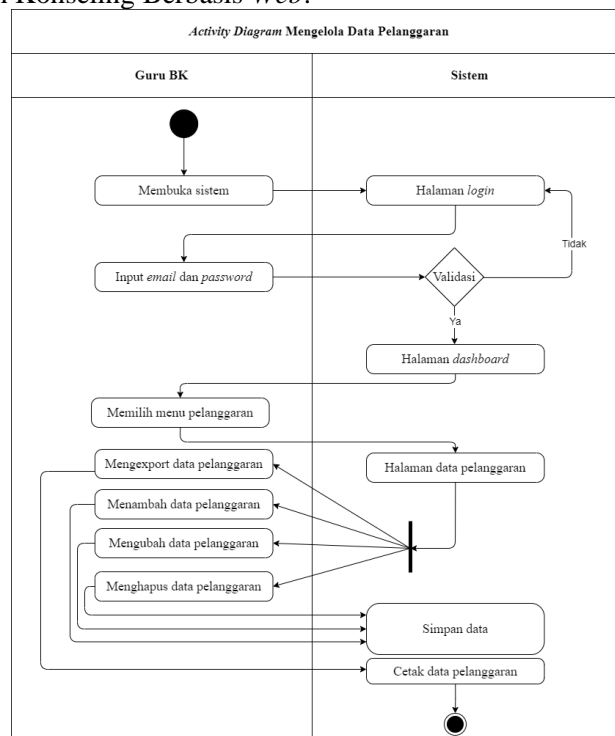 Konseling Berbasis Web.
Activity Diagram Mengelola Data Pelanggaran
Guru BK
Sistem
Membuka sistem
Halaman login
Tidak
Input email dan password
Validasi
Ya
Halaman dashboard
Memilih menu pelanggaran
Mengexport data pelanggaran
Halaman data pelanggaran
Menambah data pelanggaran
Mengubah data pelanggaran
Menghapus data pelanggaran
Simpan data
Cetak data pelanggaran